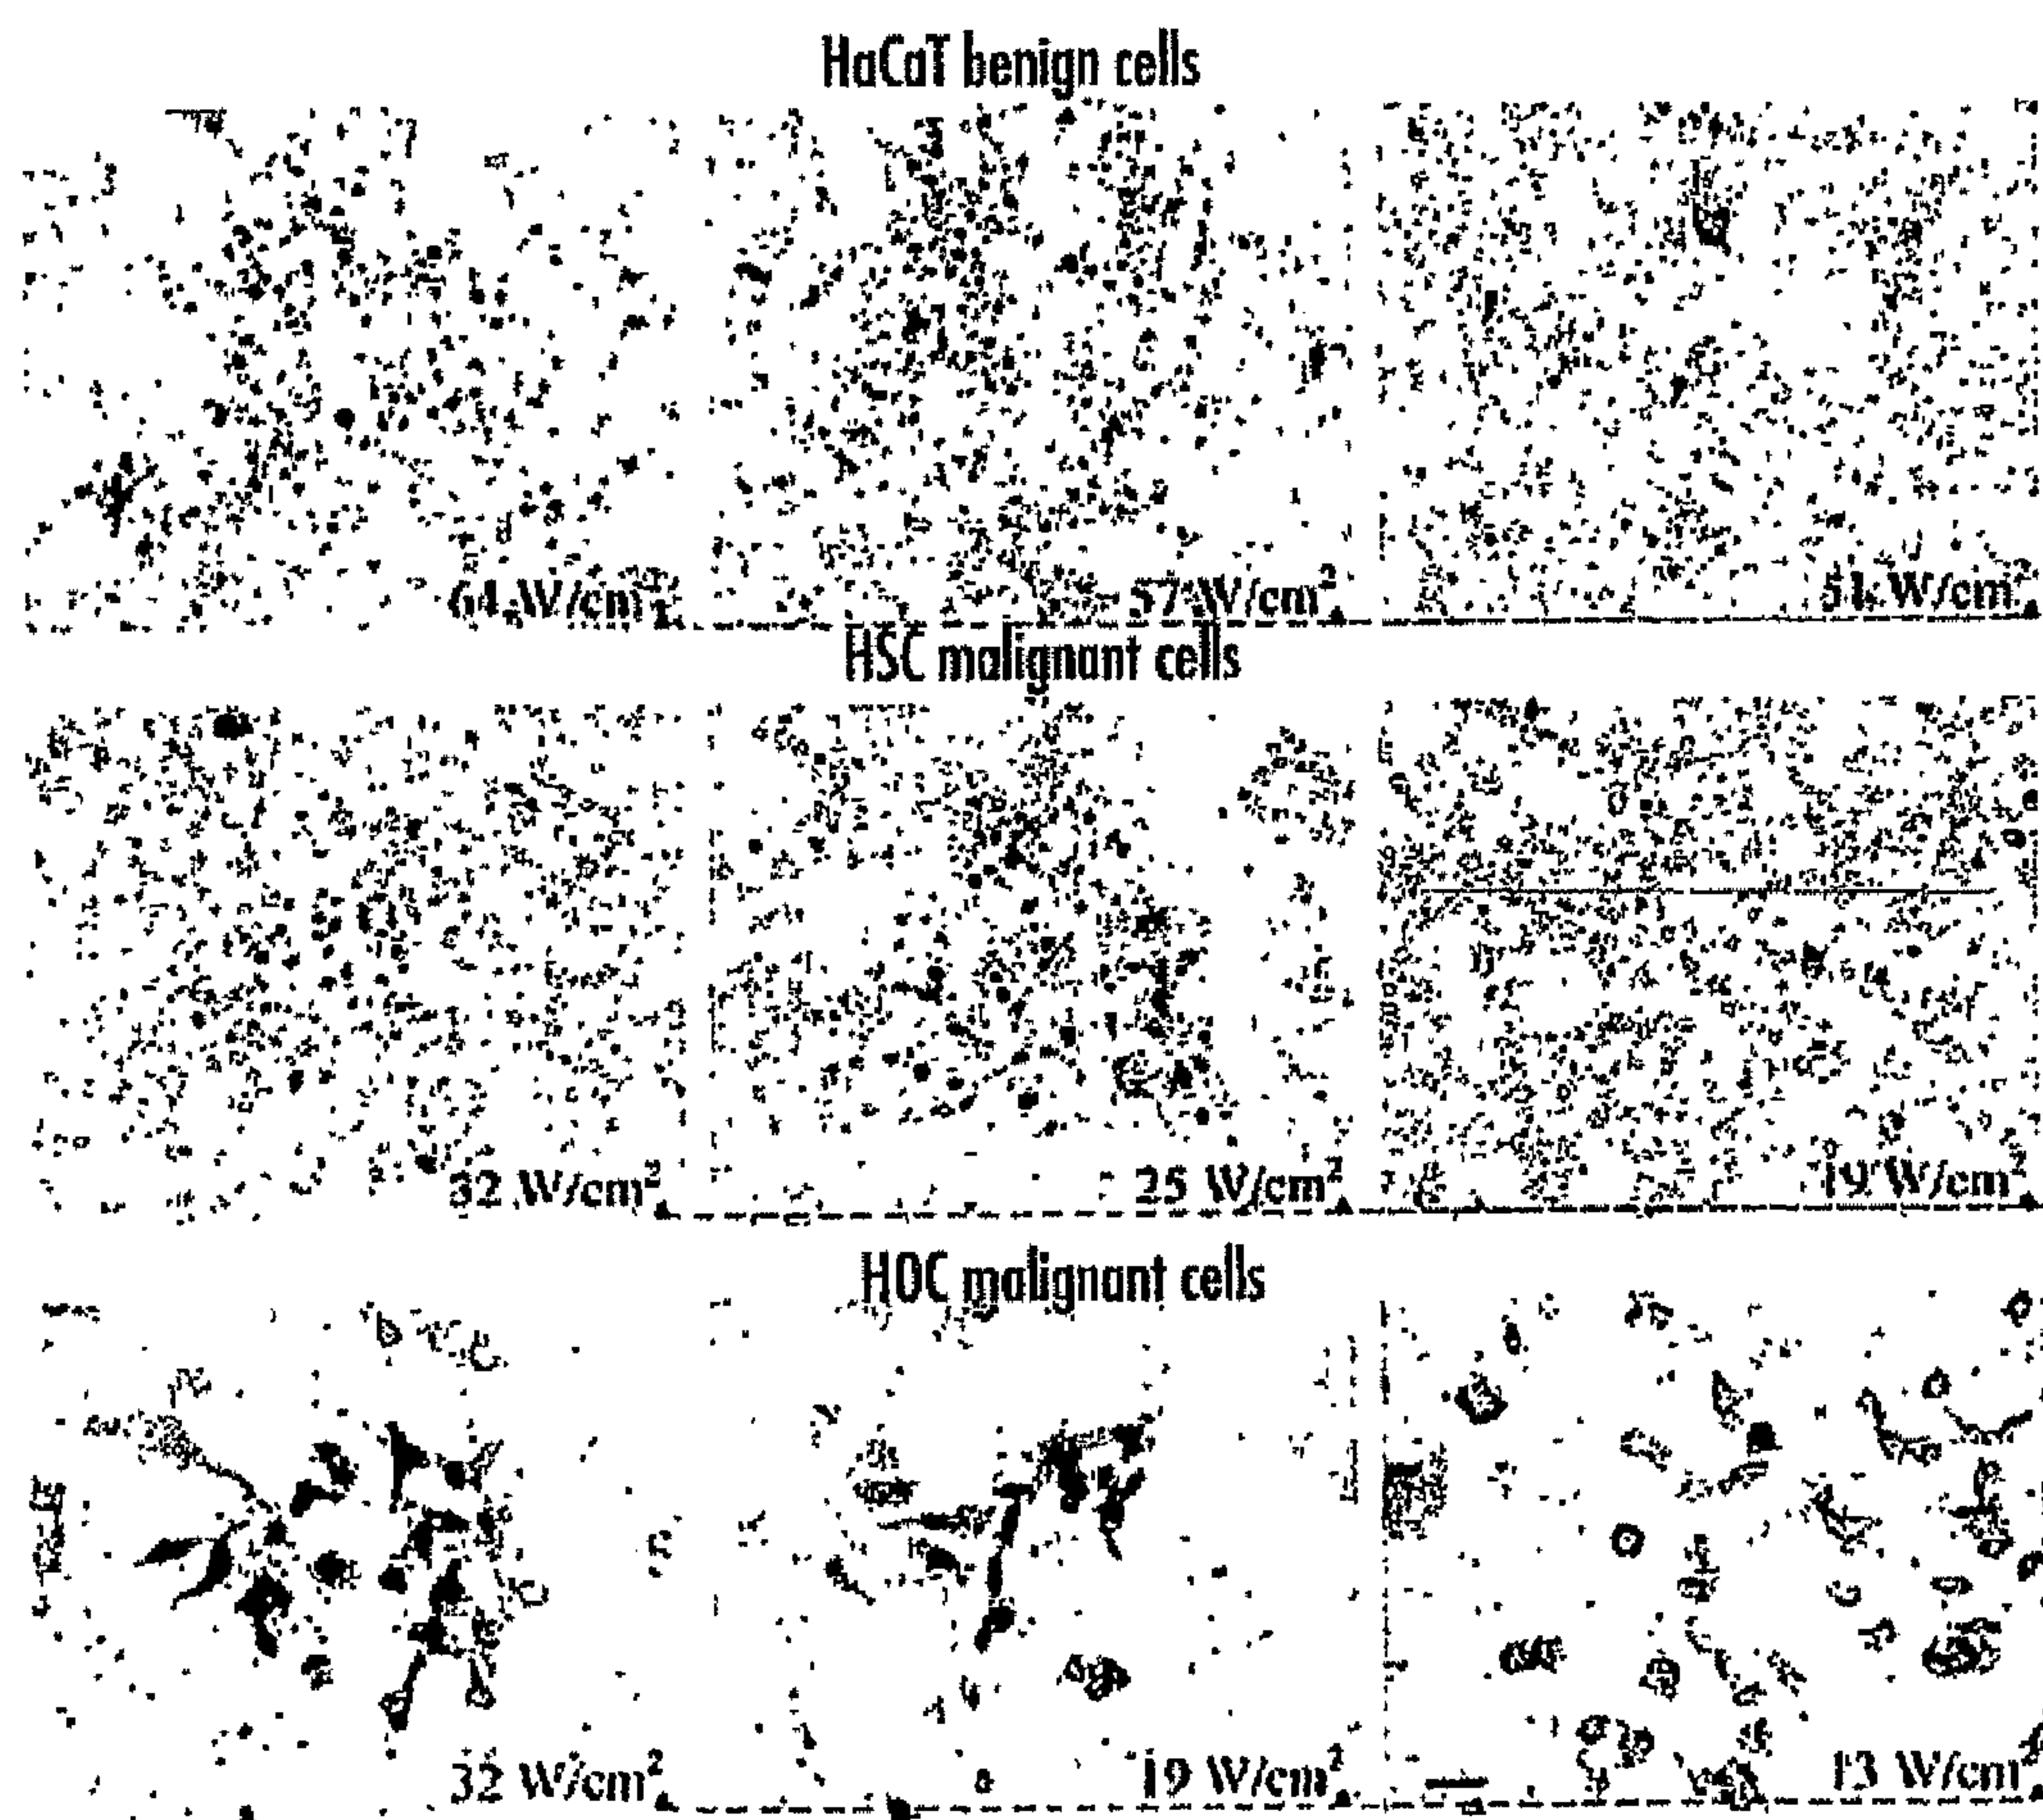 HaCaT benign cells
64 W/cm²
57 W/cm²
51 W/cm²
HSC malignant cells
32 W/cm²
25 W/cm²
19 W/cm²
HOC malignant cells
32 W/cm²
19 W/cm²
13 W/cm²